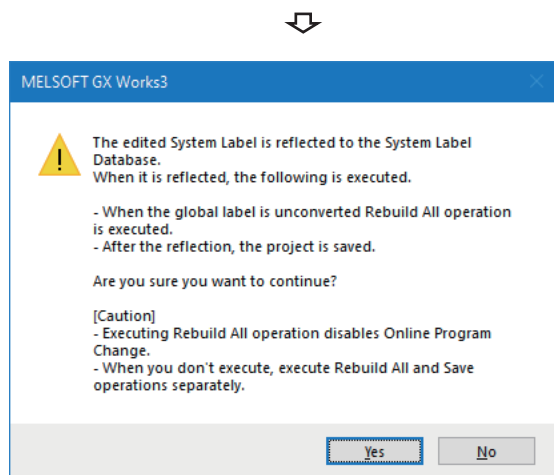 MELSOFT GX Works3
The edited System Label is reflected to the System Label
Database.
When it is reflected, the following is executed.
- When the global label is unconverted Rebuild All operation
is executed.
- After the reflection, the project is saved.
Are you sure you want to continue?
[Caution]
- Executing Rebuild All operation disables Online Program
Change.
- When you don't execute, execute Rebuild All and Save
operations separately.
Yes No